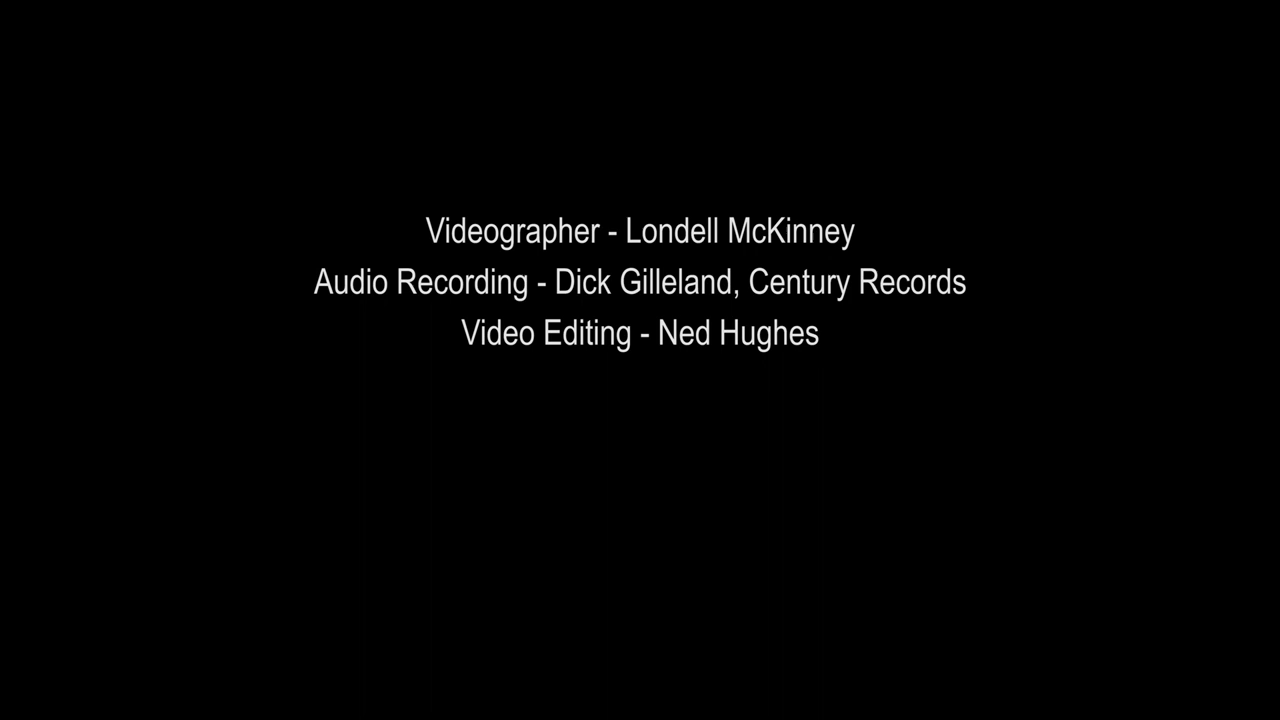 Videographer - Londell McKinney
Audio Recording - Dick Gilleland, Century Records
Video Editing - Ned Hughes